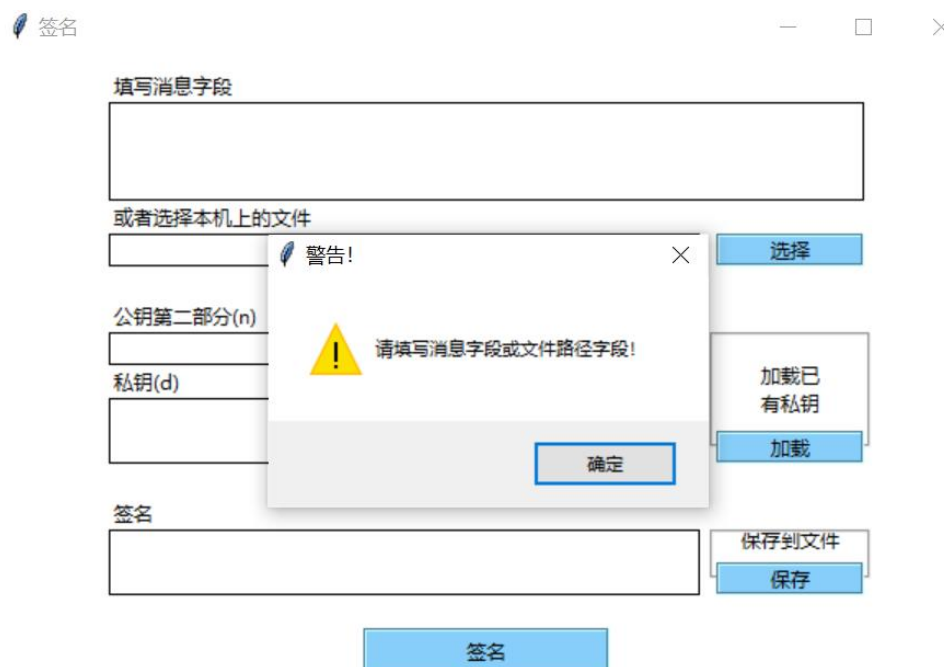 签名
填写消息字段
或者选择本机上的文件
选择
警告!
请填写消息字段或文件路径字段!
确定
公钥第二部分(n)
私钥(d)
加载已
有私钥
加载
签名
保存到文件
保存
签名